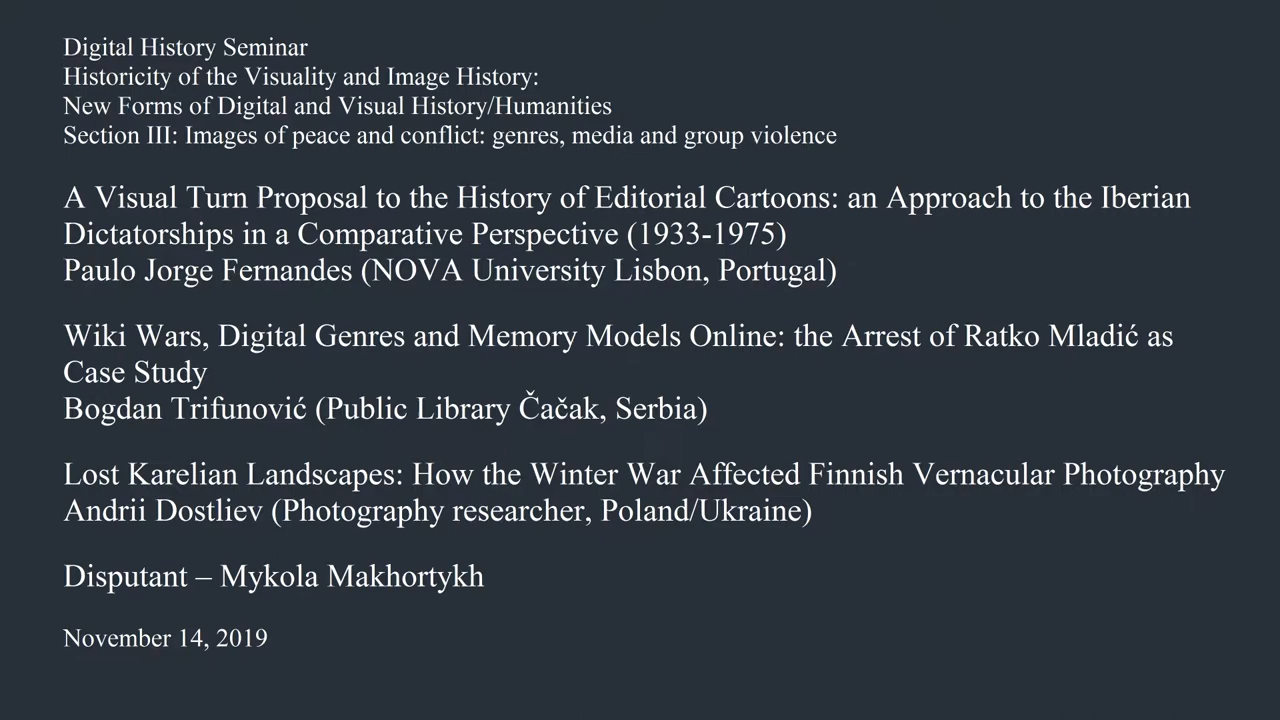 Digital History Seminar
Historicity of the Visuality and Image History:
New Forms of Digital and Visual History/Humanities
Section III: Images of peace and conflict: genres, media and group violence
A Visual Turn Proposal to the History of Editorial Cartoons: an Approach to the Iberian
Dictatorships in a Comparative Perspective (1933-1975)
Paulo Jorge Fernandes (NOVA University Lisbon, Portugal)
Wiki Wars, Digital Genres and Memory Models Online: the Arrest of Ratko Mladić as
Case Study
Bogdan Trifunović (Public Library Čačak, Serbia)
Lost Karelian Landscapes: How the Winter War Affected Finnish Vernacular Photography
Andrii Dostliev (Photography researcher, Poland/Ukraine)
Disputant – Mykola Makhortykh
November 14, 2019